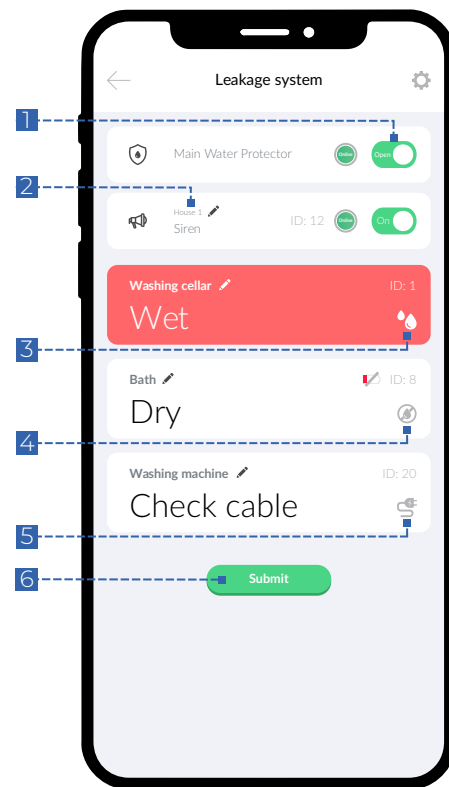 Leakage system
1
Main Water Protector Online Open
2
House 1
Siren ID: 12 Online On
Washing cellar ID: 1
Wet
3
Bath ID: 8
Dry
4
Washing machine ID: 20
Check cable
5
6
Submit